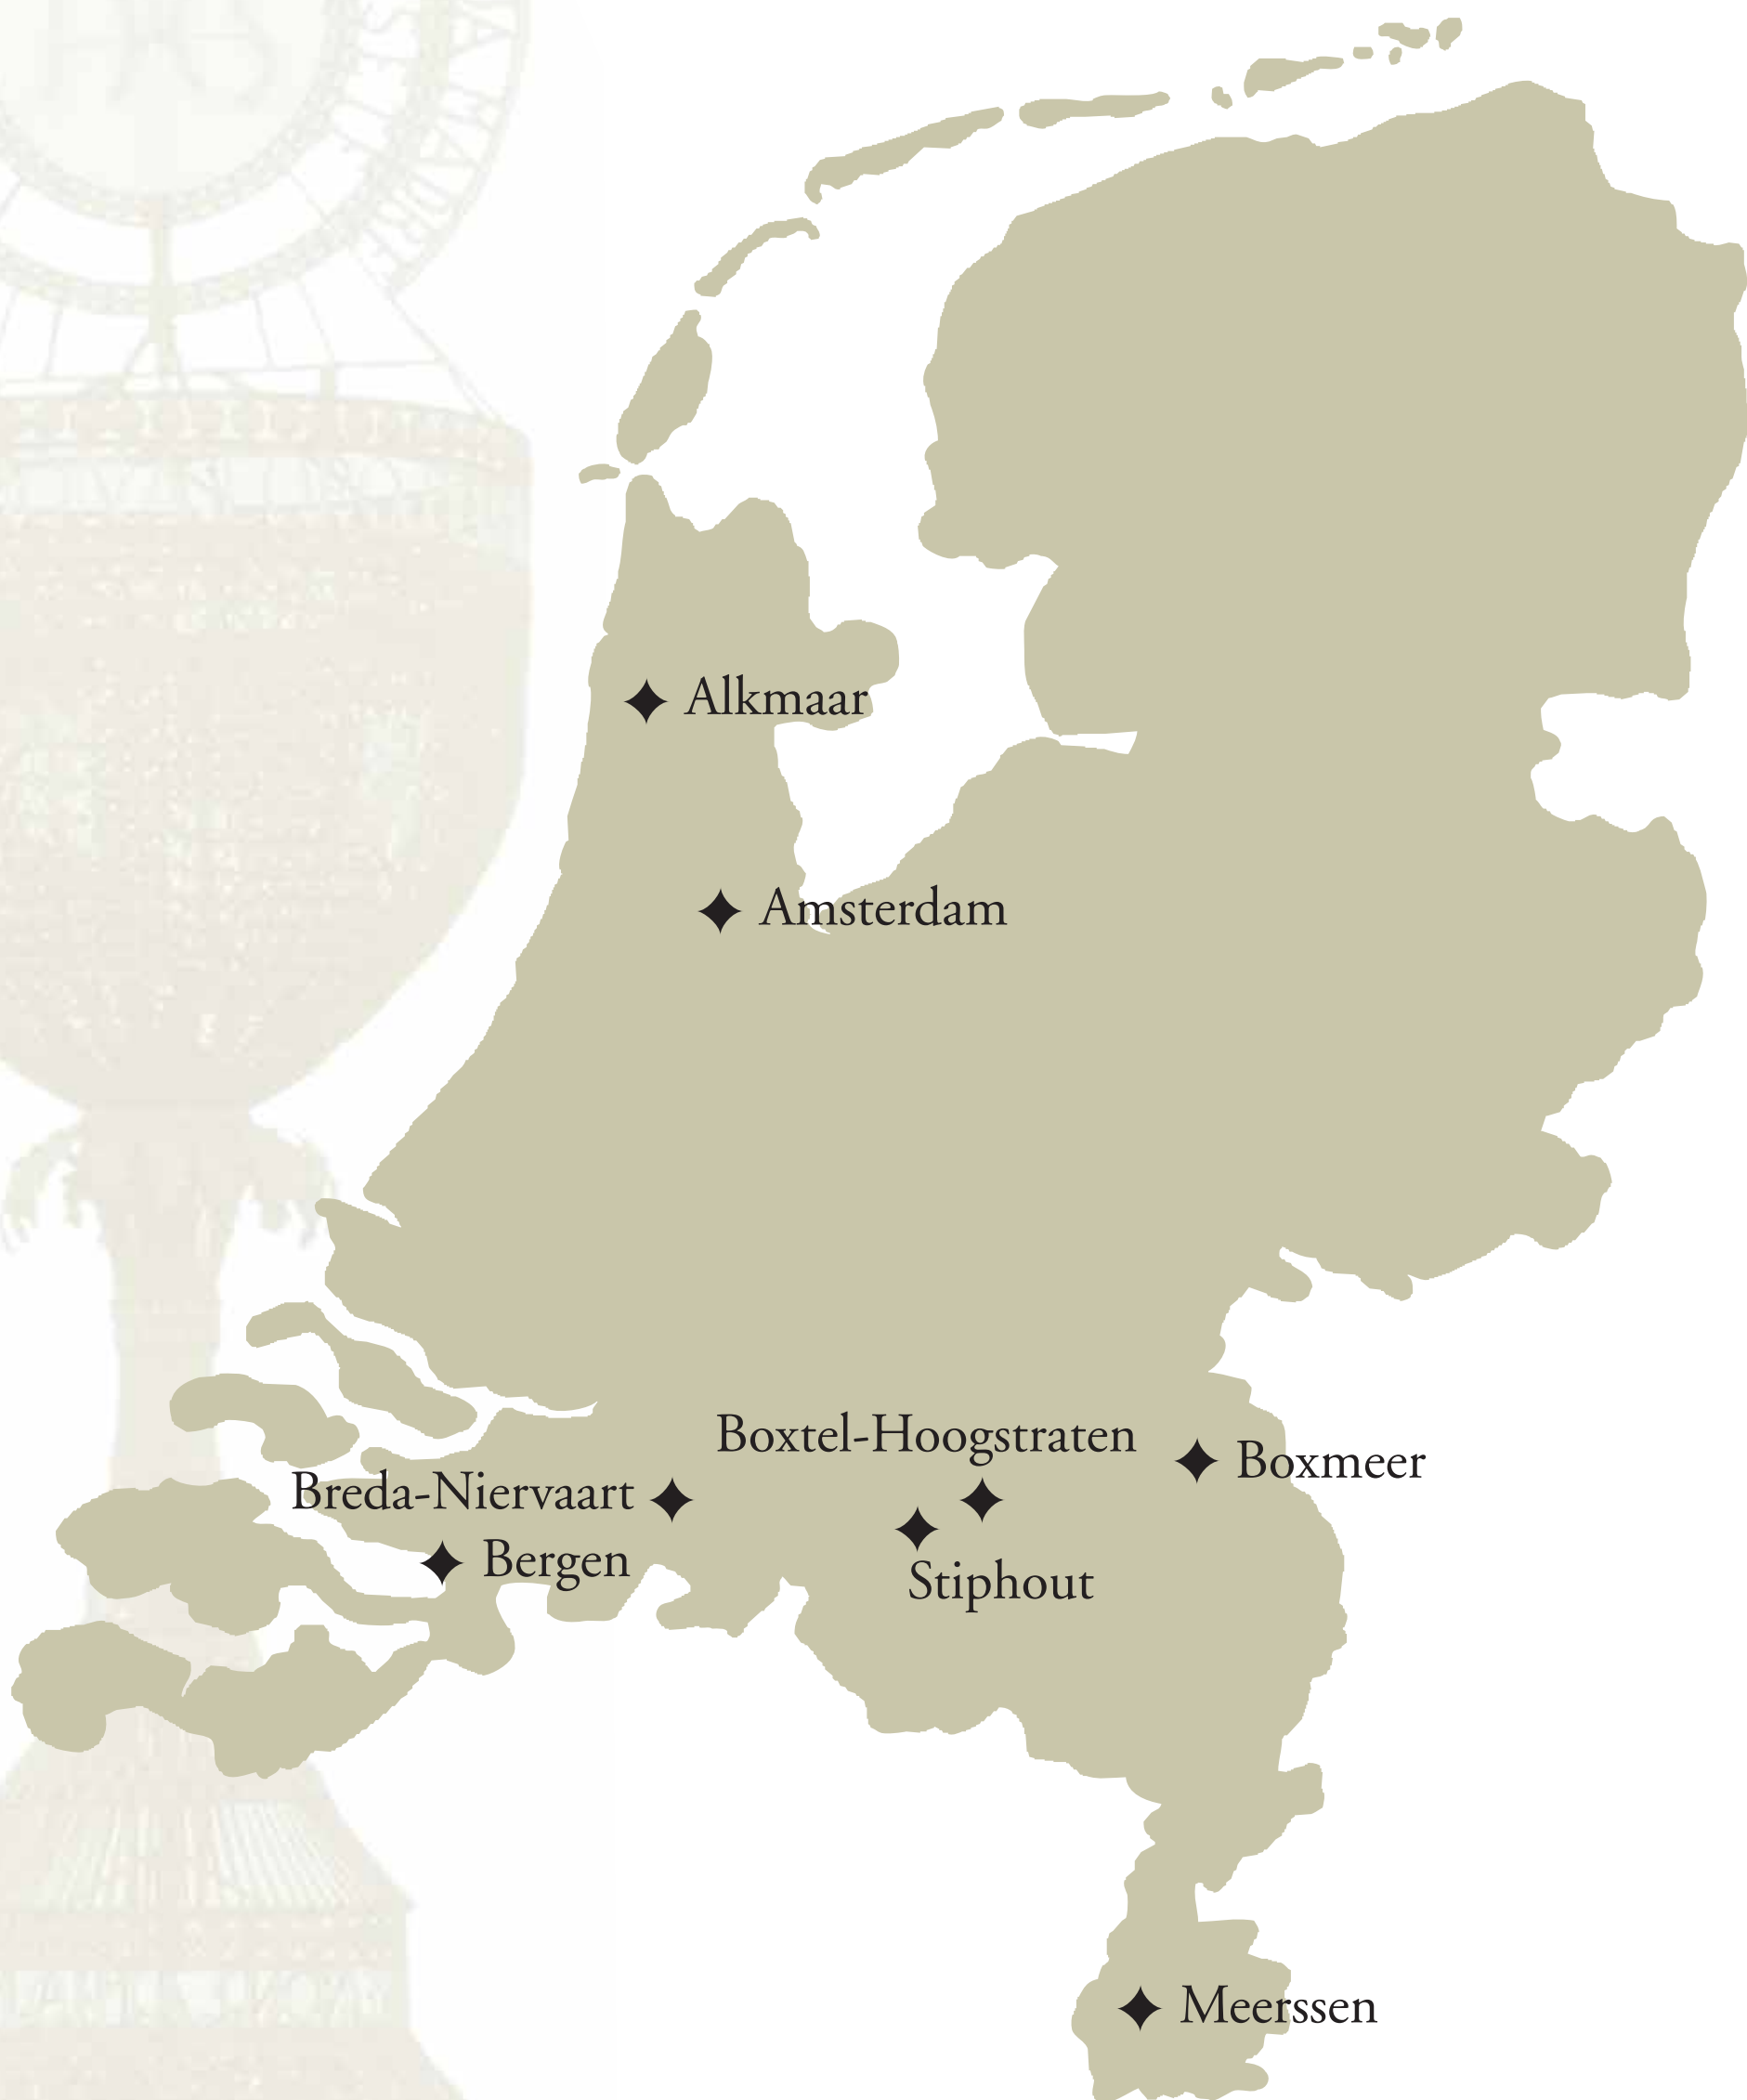 Alkmaar
Amsterdam
Boxtel-Hoogstraten
Boxmeer
Breda-Niervaart
Bergen
Stiphout
Meerssen